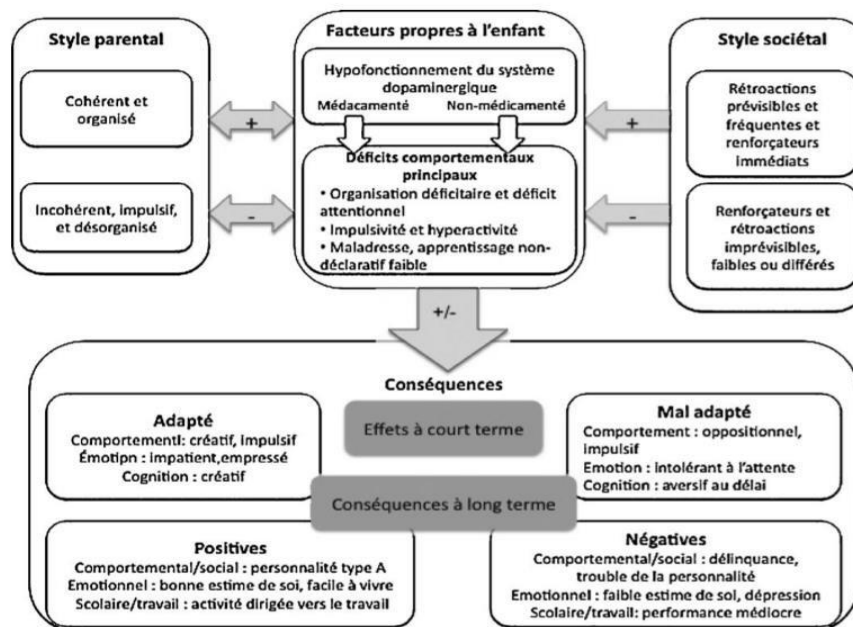 Style parental
Cohérent et
organisé
Incohérent, impulsif,
et désorganisé
+
-
Facteurs propres à l'enfant
Hypofonctionnement du système
dopaminergique
Médacamenté Non-médicamenté
Déficits comportementaux
principaux
• Organisation déficitaire et déficit
attentionnel
• Impulsivité et hyperactivité
• Maladresse, apprentissage non-
déclaratif faible
+
-
Style sociétal
Rétroactions
prévisibles et
fréquentes et
renforçateurs
immédiats
Renforçateurs et
rétroactions
imprévisibles,
faibles ou différés
+/-
Conséquences
Effets à court terme
Adapté
Comportementl: créatif, impulsif
Émotipn : impatient,empressé
Cognition : créatif
Mal adapté
Comportement : oppositionnel,
impulsif
Emotion : intolérant à l'attente
Cognition : aversif au délai
Conséquences à long terme
Positives
Comportemental/social : personnalité type A
Emotionnel : bonne estime de soi, facile à vivre
Scolaire/travail : activité dirigée vers le travail
Négatives
Comportemental/social : délinquance,
trouble de la personnalité
Emotionnel : faible estime de sol, dépression
Scolaire/travail: performance médiocre